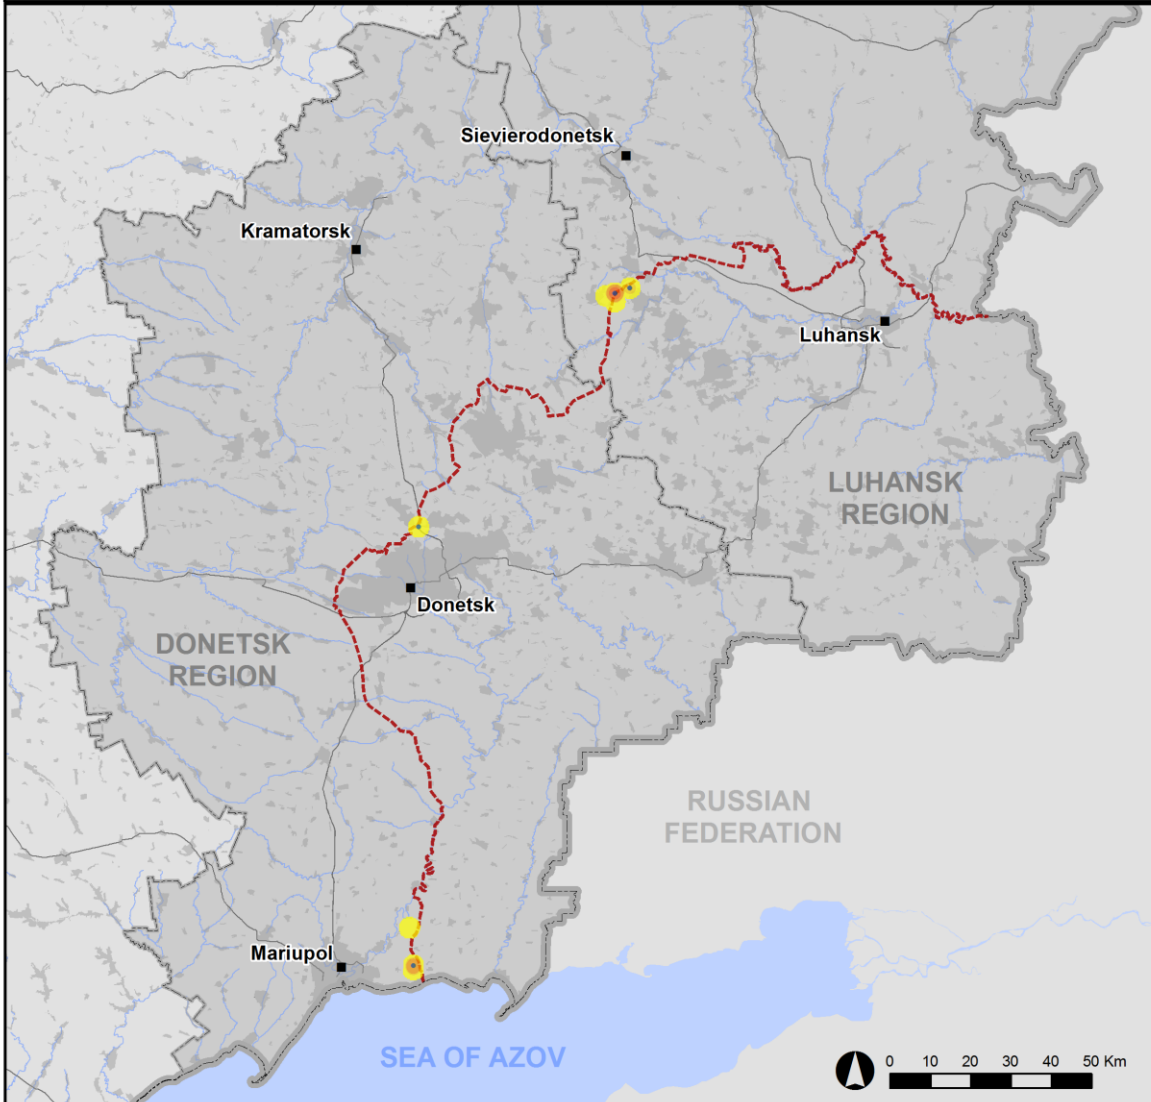 Sievierodonetsk
Kramatorsk
Luhansk
LUHANSK
REGION
Donetsk
DONETSK
REGION
RUSSIAN
FEDERATION
Mariupol
SEA OF AZOV
0 10 20 30 40 50 Km